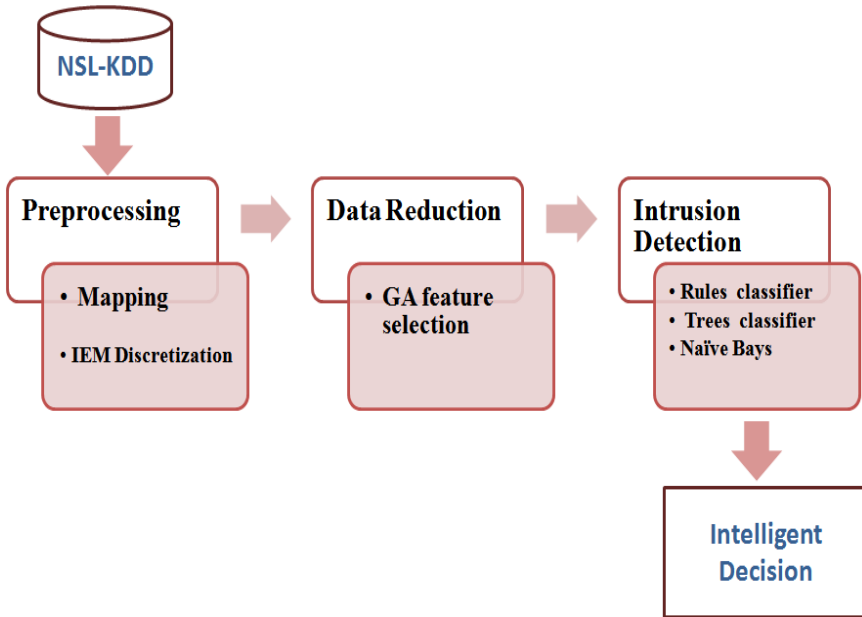 NSL-KDD
Preprocessing
• Mapping
• IEM Discretization
Data Reduction
• GA feature
selection
Intrusion
Detection
• Rules classifier
• Trees classifier
• Naïve Bays
Intelligent
Decision